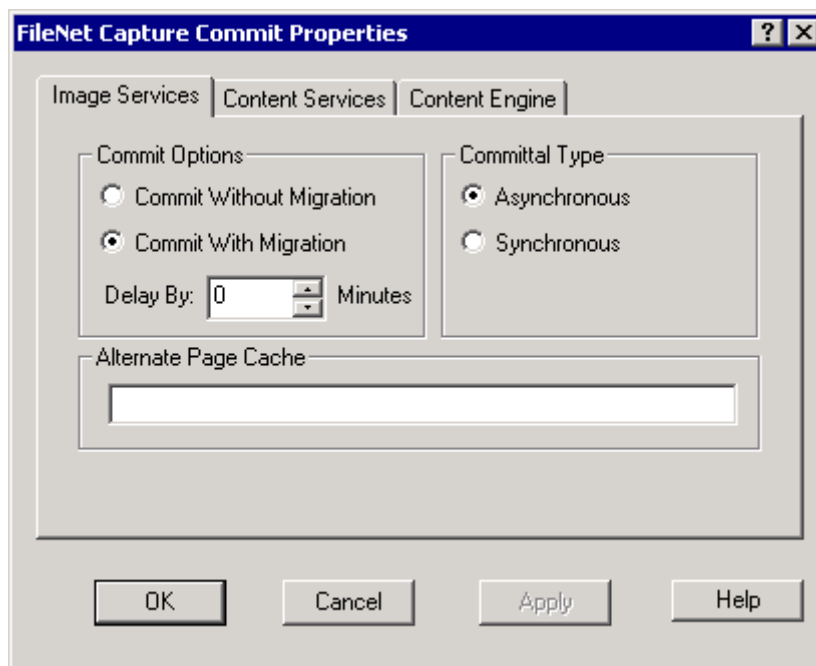 FileNet Capture Commit Properties
Image Services Content Services Content Engine
Commit Options
Commit Without Migration
Commit With Migration
Delay By: 0 Minutes
Committal Type
Asynchronous
Synchronous
Alternate Page Cache
OK Cancel Apply Help